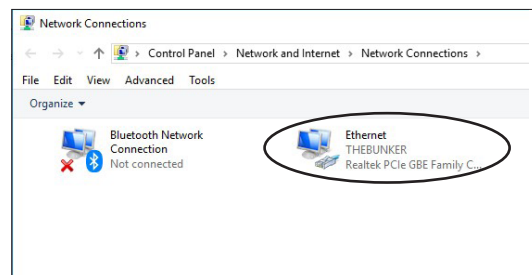 Network Connections
Control Panel > Network and Internet > Network Connections >
File Edit View Advanced Tools
Organize
Bluetooth Network
Connection
Not connected
Ethernet
THEBUNKER
Realtek PCIe GBE Family C...